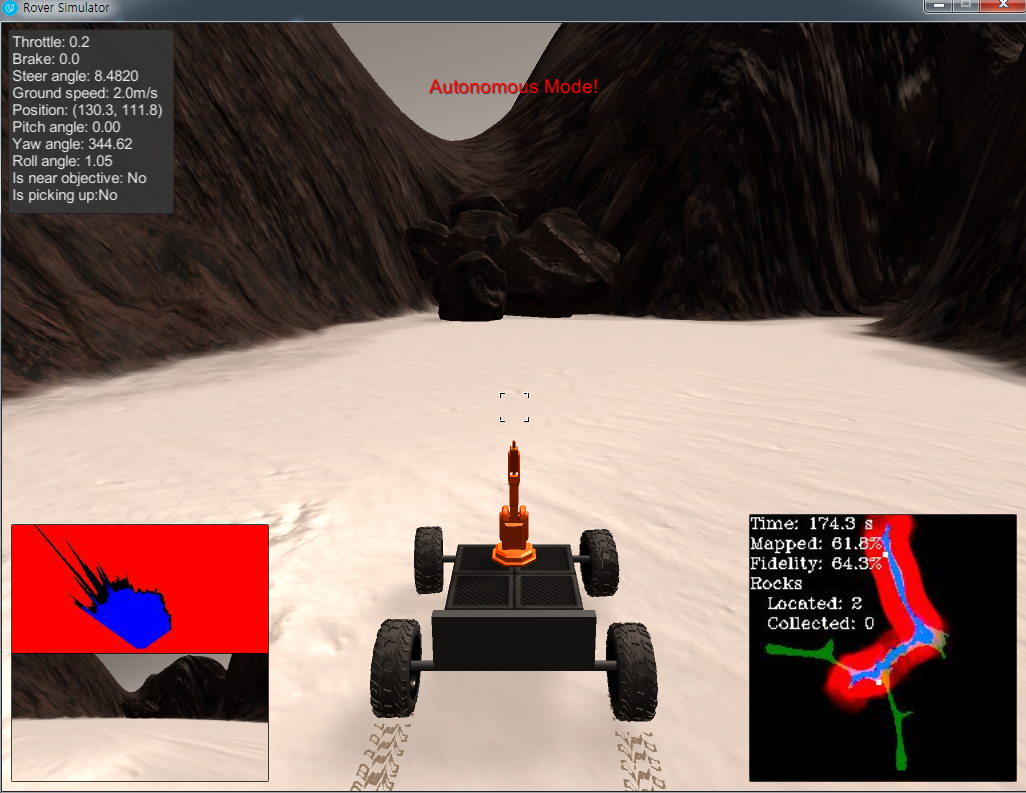 Rover Simulator
Throttle: 0.2
Brake: 0.0
Steer angle: 8.4820
Ground speed: 2.0m/s
Position: (130.3, 111.8)
Pitch angle: 0.00
Yaw angle: 344.62
Roll angle: 1.05
Is near objective: No
Is picking up:No
Autonomous Mode!
Time: 174.3 s
Mapped: 61.8%
Fidelity: 64.3%
Rocks
Located: 2
Collected: 0